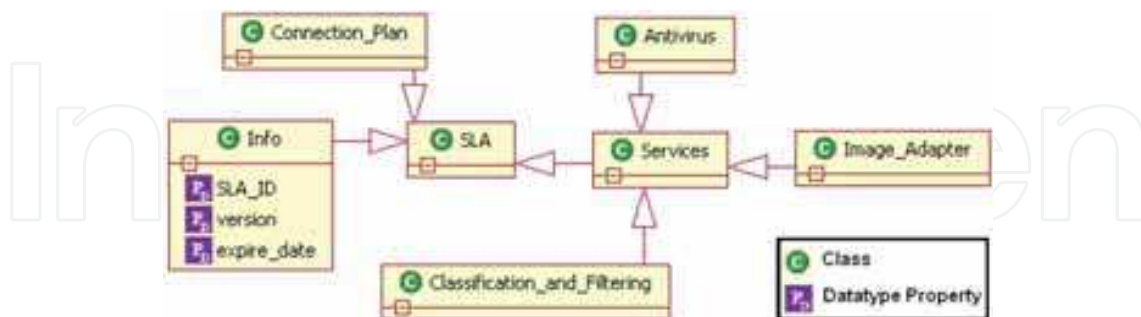 Connection_Plan
Antivirus
Info
SLA_ID
version
expire_date
SLA
Services
Image_Adapter
Classification_and_Filtering
C Class
P D Datatype Property